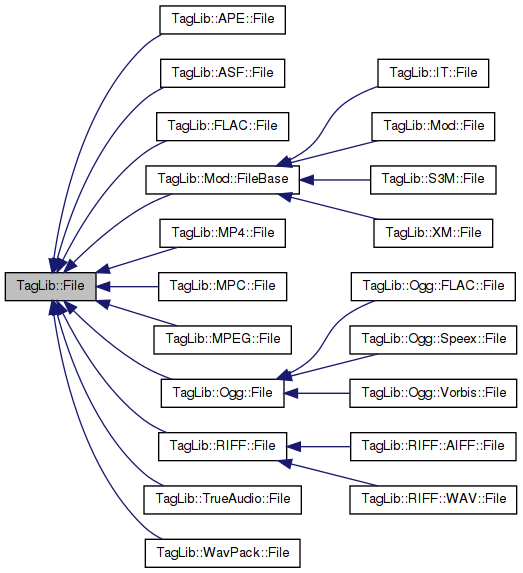 TagLib::APE::File
TagLib::ASF::File
TagLib::IT::File
TagLib::FLAC::File
TagLib::Mod::File
TagLib::Mod::FileBase
TagLib::S3M::File
TagLib::MP4::File
TagLib::XM::File
TagLib::File
TagLib::MPC::File
TagLib::Ogg::FLAC::File
TagLib::MPEG::File
TagLib::Ogg::Speex::File
TagLib::Ogg::File
TagLib::Ogg::Vorbis::File
TagLib::RIFF::File
TagLib::RIFF::AIFF::File
TagLib::TrueAudio::File
TagLib::RIFF::WAV::File
TagLib::WavPack::File